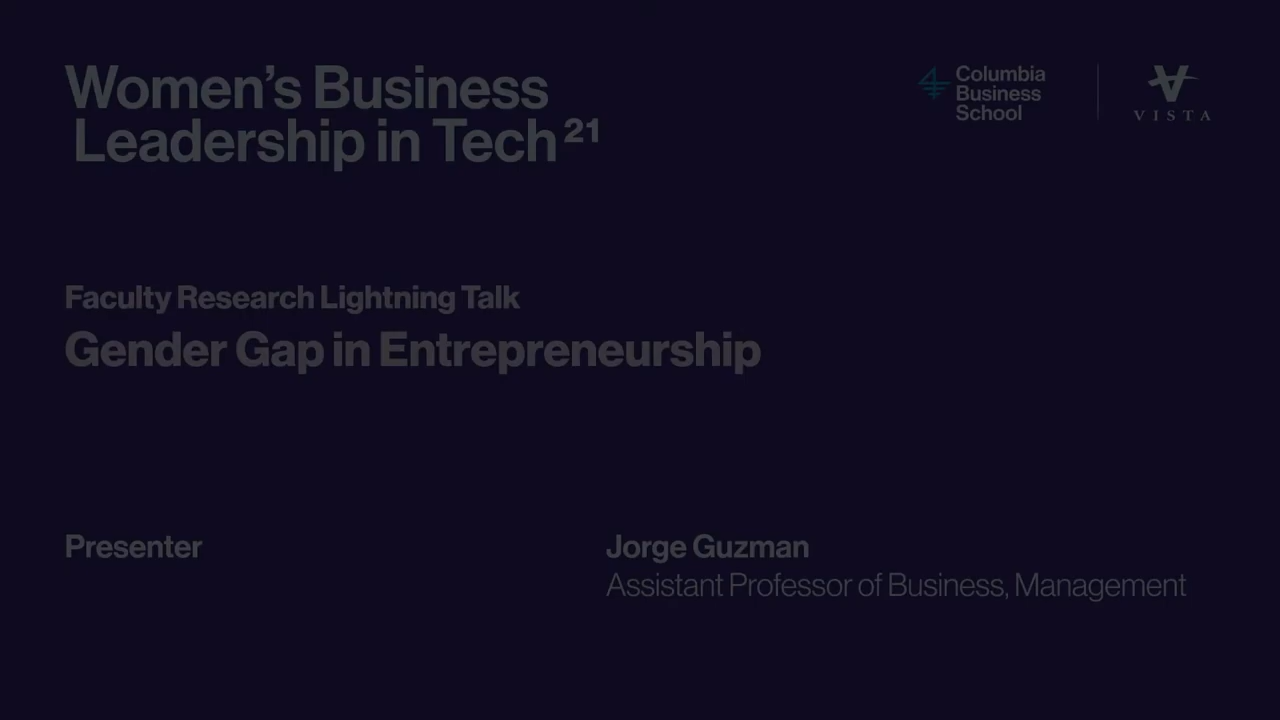 Women's Business
Leadership in Tech 21
Columbia
Business
School
VISTA
Faculty Research Lightning Talk
Gender Gap in Entrepreneurship
Presenter
Jorge Guzman
Assistant Professor of Business, Management